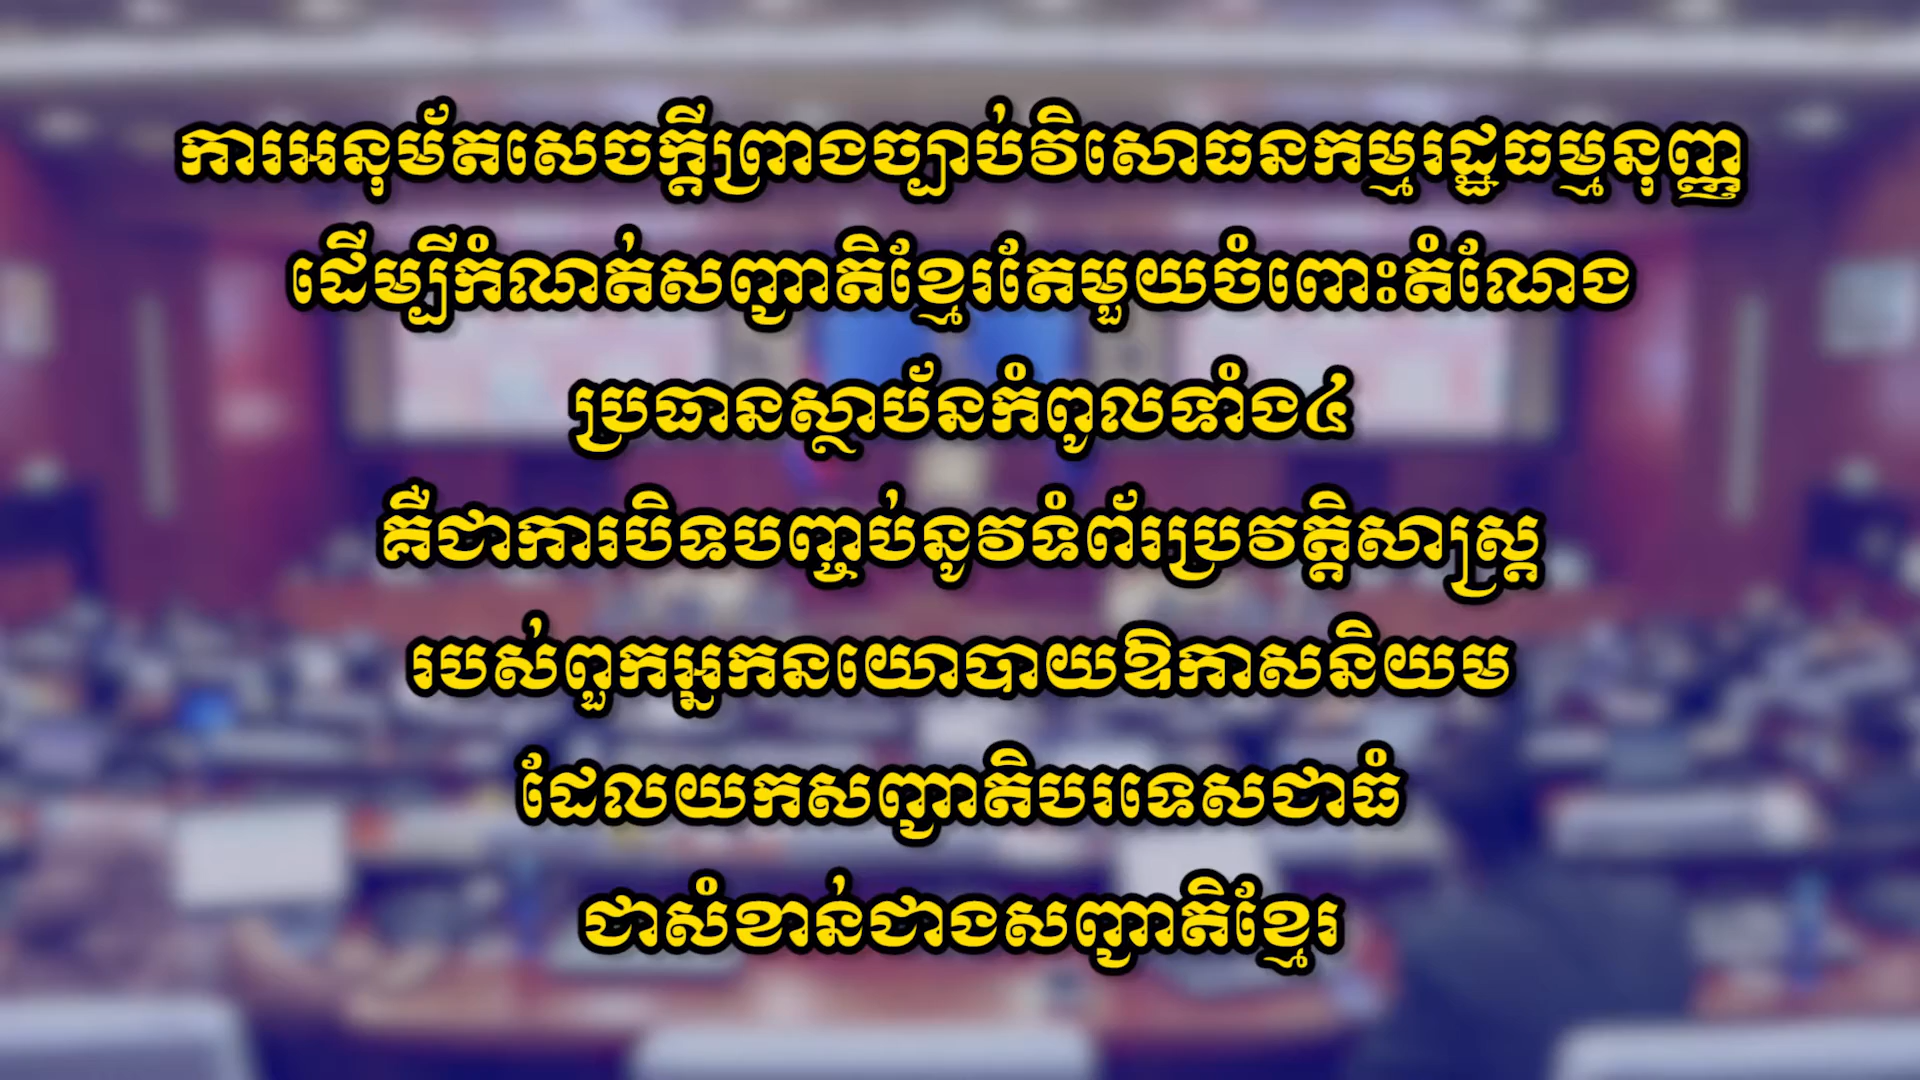 ការអនុម័តសេចក្តីព្រាងច្បាប់វិសោធនកម្មរដ្ឋធម្មនុញ្ញ
ដើម្បីកំណត់សញ្ជាតិខ្មែរតែមួយចំពោះតំណែង
ប្រធានស្ថាប័នកំពូលទាំង៤
គឺជាការបិទបញ្ចប់នូវទំព័រប្រវត្តិសាស្ត្រ
របស់ពួកអ្នកនយោបាយឱកាសនិយម
ដែលយកសញ្ជាតិបរទេសជាធំ
ជាសំខាន់ជាងសញ្ជាតិខ្មែរ